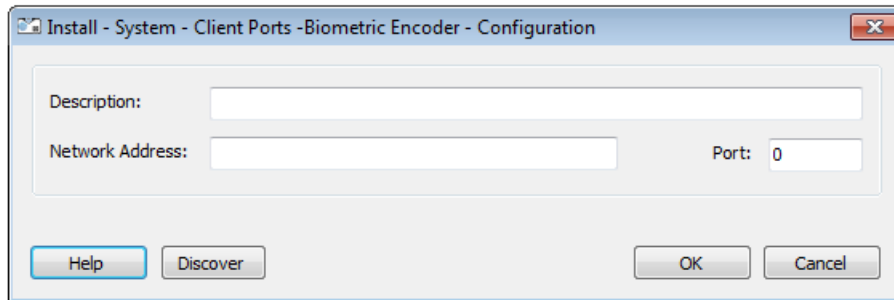 Install - System - Client Ports -Biometric Encoder - Configuration
Description:
Network Address: Port: 0
Help Discover OK Cancel